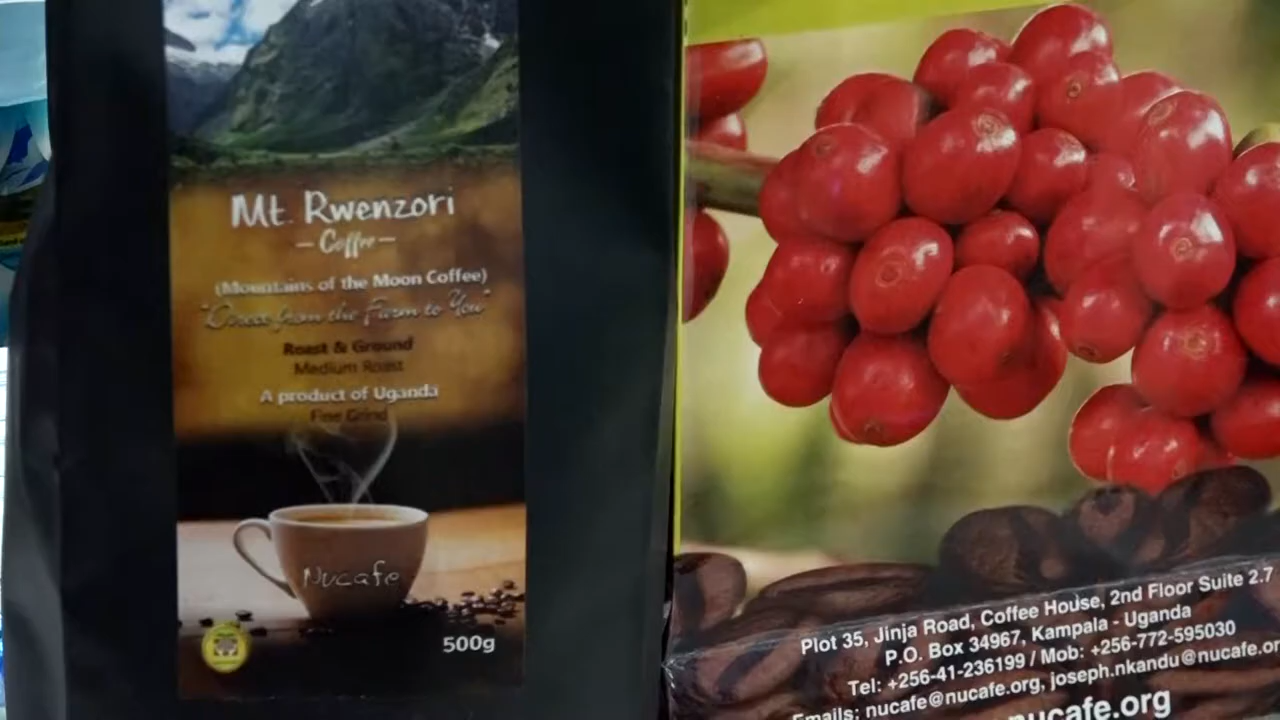 Mt. Rwenzori
– Coffee –
(Mountains of the Moon Coffee)
"Direct from the Farm to You"
Roast & Ground
Medium Roast
A product of Uganda
Fine Grind
Nucafe
500g
Plot 35, Jinja Road, Coffee House, 2nd Floor Suite 2.7
P.O. Box 34967, Kampala - Uganda
Tel: +256-41-236199 / Mob: +256-772-595030
Emails: nucafe@nucafe.org, joseph.nkandu@nucafe.or
nucafe.org